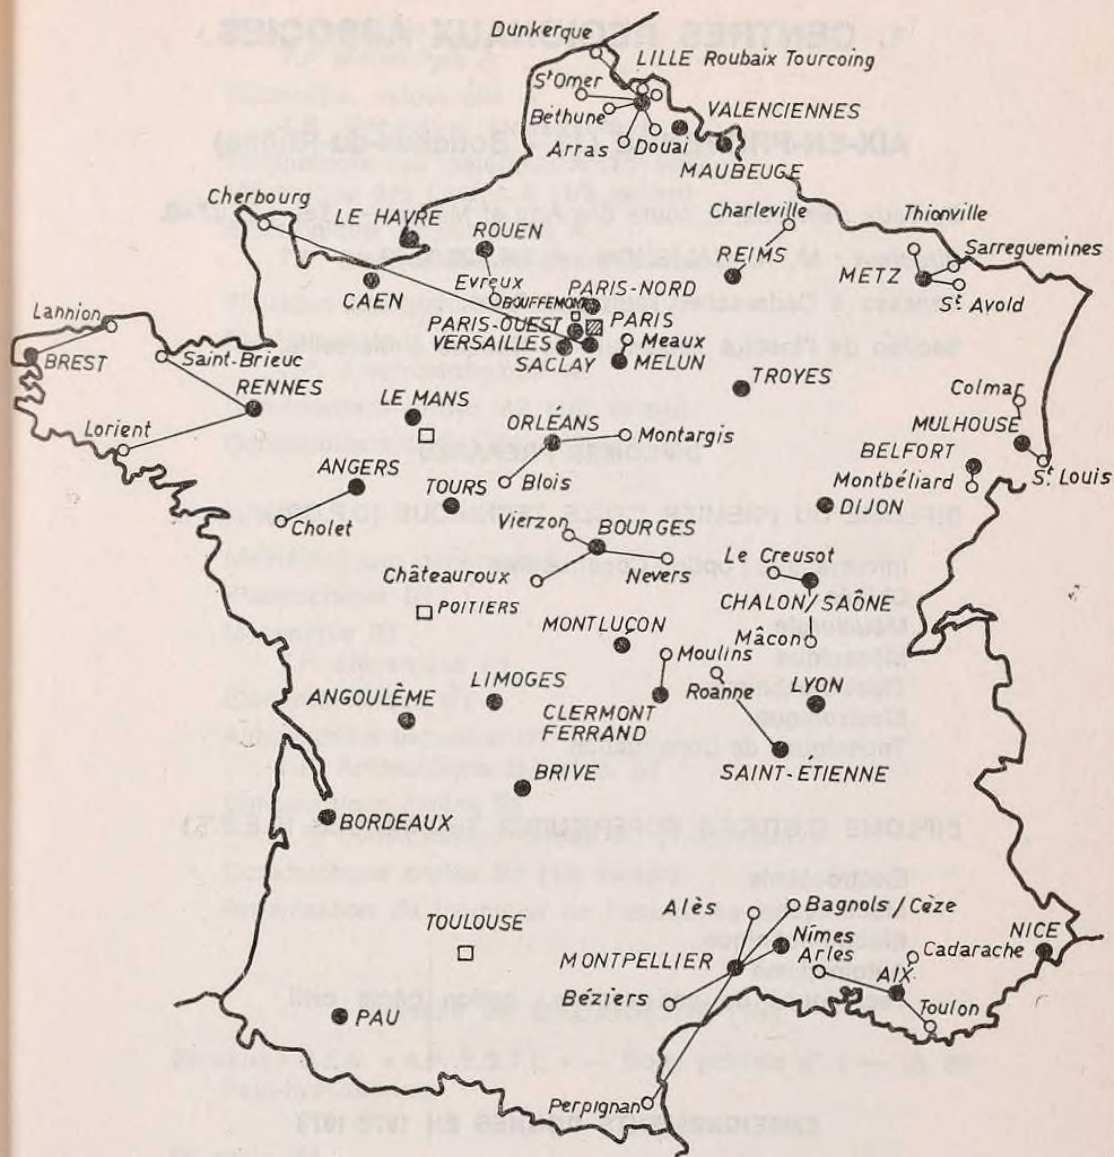 Dunkerque
LILLE Roubaix Tourcoing
St Omer
Béthune
VALENCIENNES
Arras
Douai
MAUBEUGE
Cherbourg
LE HAVRE
ROUEN
Charleville
Thionville
Sarreguemines
REIMS
METZ
St Avold
CAEN
Evreux
BOUFFEMONT
PARIS-NORD
Lannion
PARIS-OUEST
PARIS
BREST
Saint-Brieuc
VERSAILLES
Meaux
SACLAY
MELUN
RENNES
TROYES
Colmar
LE MANS
ORLÉANS
Montargis
MULHOUSE
Lorient
BELFORT
ANGERS
Blois
Montbéliard
St Louis
TOURS
DIJON
Cholet
Vierzon
BOURGES
Le Creusot
Châteauroux
Nevers
CHALON/SAÔNE
POITIERS
MONTLUÇON
Mâcon
Moulins
ANGOULÊME
LIMOGES
Roanne
LYON
CLERMONT
FERRAND
BRIVE
SAINT-ÉTIENNE
BORDEAUX
Alès
Bagnols/Cèze
TOULOUSE
Nîmes
NICE
MONTPELLIER
Arles
Cadarache
AIX
Béziers
Toulon
PAU
Perpignan